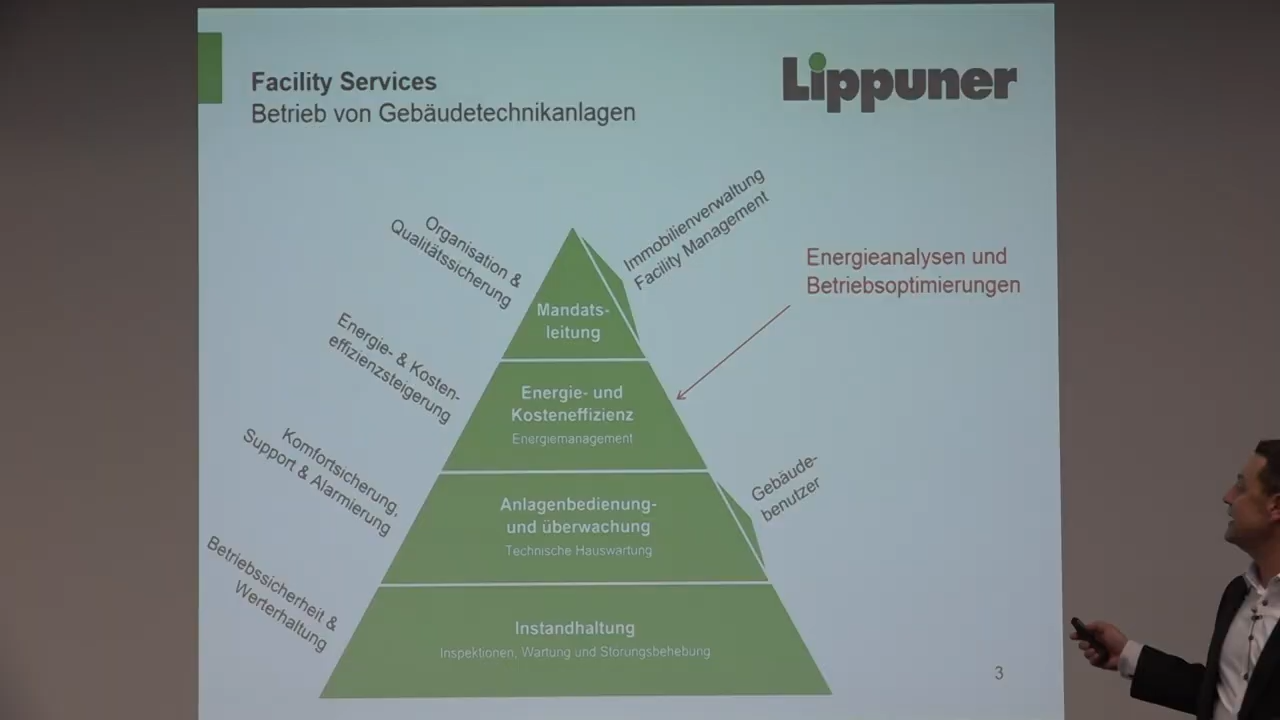 Facility Services
Betrieb von Gebäudetechnikanlagen
Lippuner
Organisation &
Qualitätssicherung
Immobilienverwaltung
Facility Management
Energieanalysen und
Betriebsoptimierungen
Mandats-
leitung
Energie- & Kosten-
effizienzsteigerung
Energie- und
Kosteneffizienz
Energiemanagement
Komfortsicherung,
Support & Alarmierung
Gebäude-
benutzer
Anlagenbedienung-
und überwachung
Technische Hauswartung
Betriebssicherheit &
Werterhaltung
Instandhaltung
Inspektionen, Wartung und Störungsbehebung
3